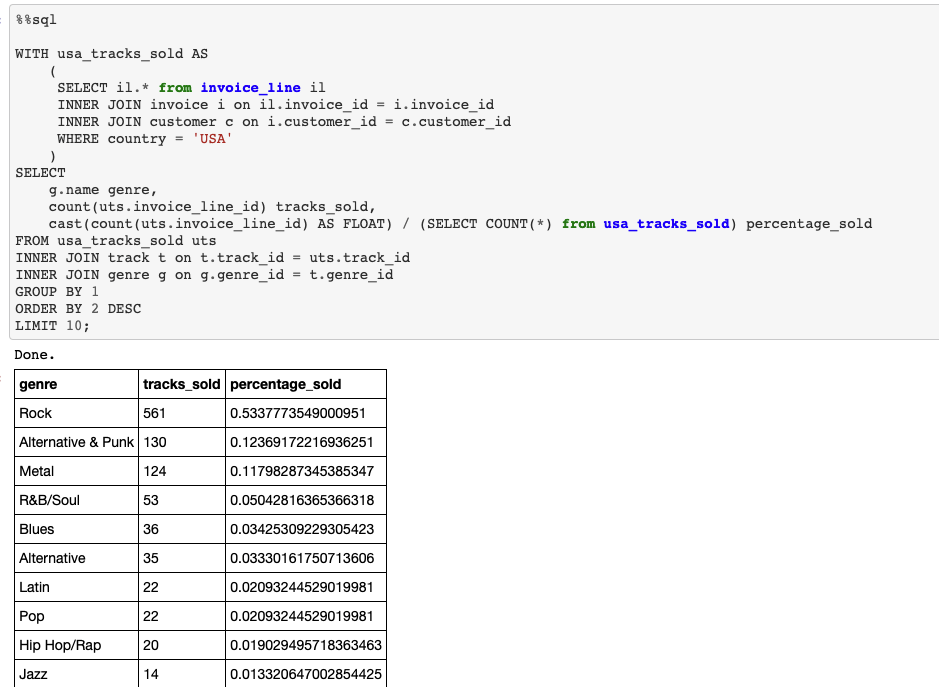 %%sql
WITH usa_tracks_sold AS
(
SELECT il.* from invoice_line il
INNER JOIN invoice i on il.invoice_id = i.invoice_id
INNER JOIN customer c on i.customer_id = c.customer_id
WHERE country = 'USA'
)
SELECT
g.name genre,
count(uts.invoice_line_id) tracks_sold,
cast(count(uts.invoice_line_id) AS FLOAT) / (SELECT COUNT(*) from usa_tracks_sold) percentage_sold
FROM usa_tracks_sold uts
INNER JOIN track t on t.track_id = uts.track_id
INNER JOIN genre g on g.genre_id = t.genre_id
GROUP BY 1
ORDER BY 2 DESC
LIMIT 10;
Done.
genre tracks_sold percentage_sold
Rock 561 0.5337773549000951
Alternative & Punk 130 0.12369172216936251
Metal 124 0.11798287345385347
R&B/Soul 53 0.05042816365366318
Blues 36 0.03425309229305423
Alternative 35 0.03330161750713606
Latin 22 0.02093244529019981
Pop 22 0.02093244529019981
Hip Hop/Rap 20 0.019029495718363463
Jazz 14 0.013320647002854425